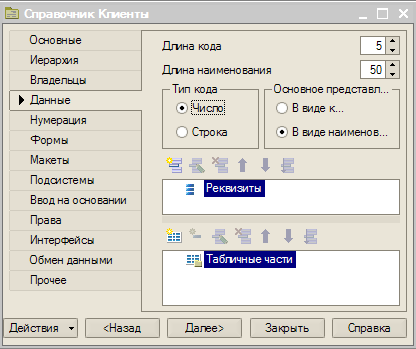 Справочник Клиенты
Основные
Иерархия
Владельцы
Данные
Нумерация
Формы
Макеты
Подсистемы
Ввод на основании
Права
Интерфейсы
Обмен данными
Прочее
Длина кода 5
Длина наименования 50
Тип кода
Число
Строка
Основное представл...
В виде к...
В виде наименов...
Реквизиты
Табличные части
Действия <Назад Далее> Закрыть Справка